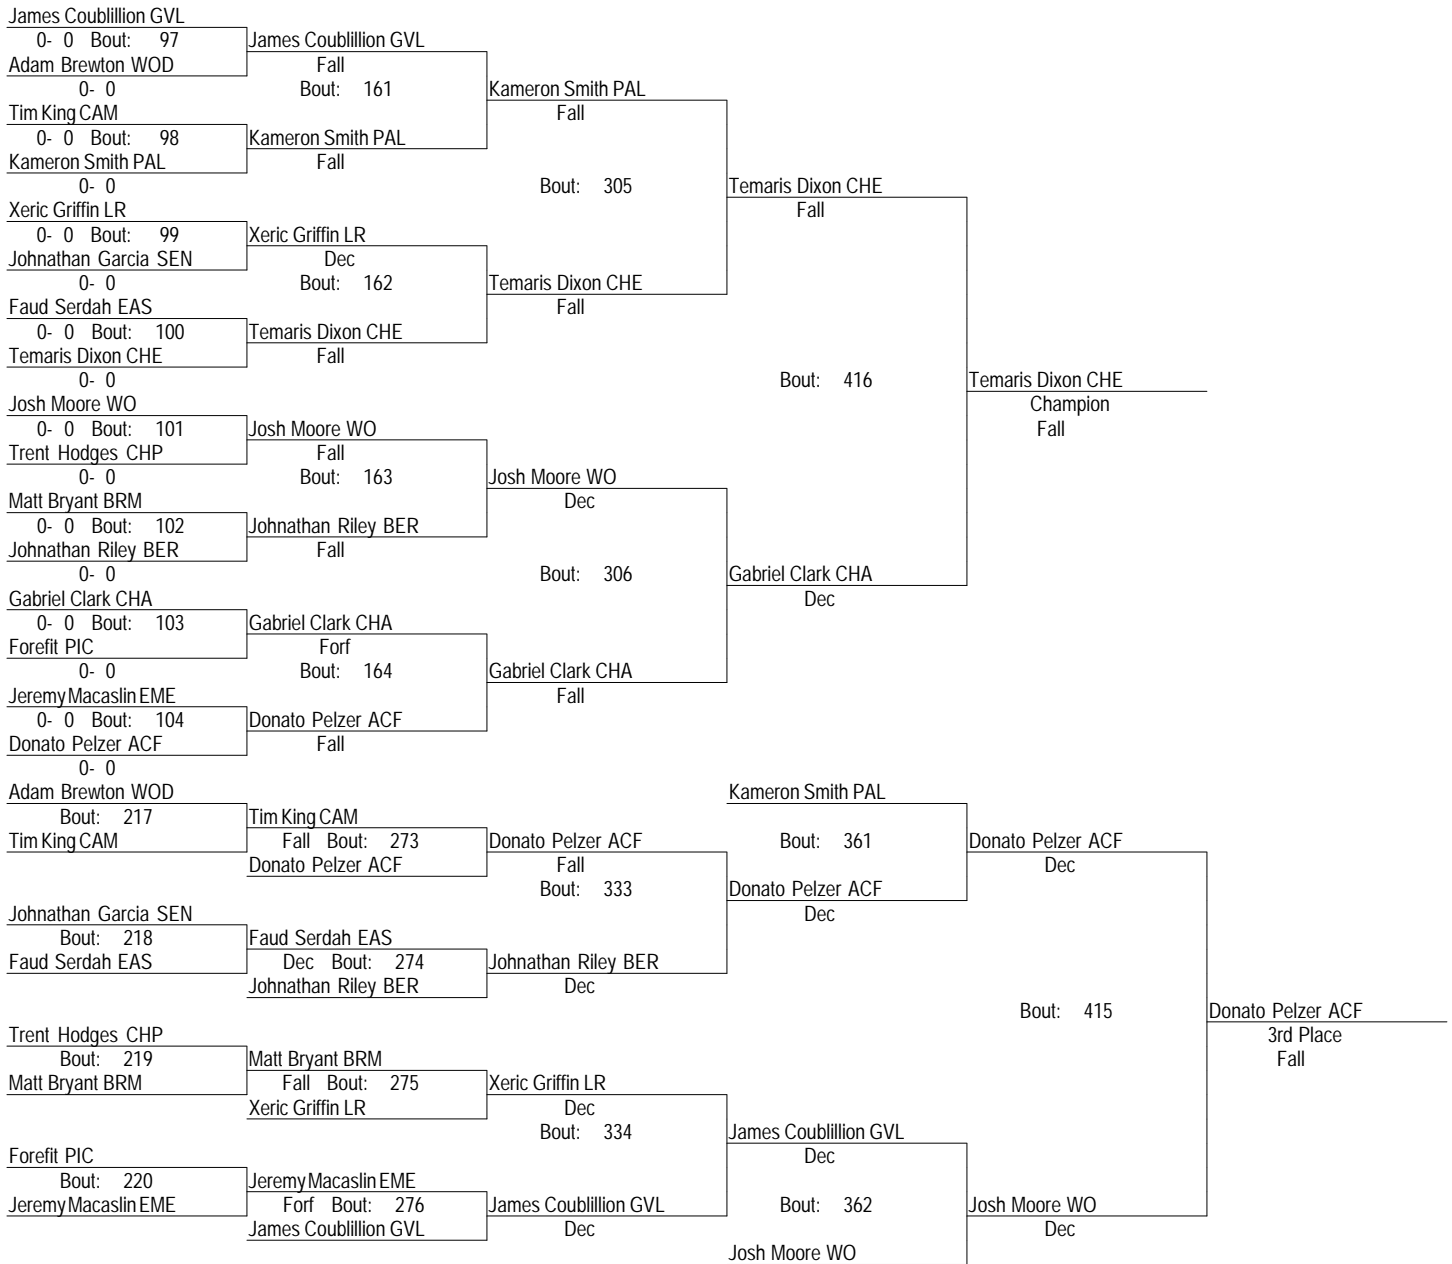 James Coublillion GVL
0- 0 Bout: 97 James Coublillion GVL
Adam Brewton WOD Fall
0- 0 Bout: 161 Kameron Smith PAL
Tim King CAM Fall
0- 0 Bout: 98 Kameron Smith PAL
Kameron Smith PAL Fall
0- 0 Bout: 305 Temaris Dixon CHE
Xeric Griffin LR Fall
0- 0 Bout: 99 Xeric Griffin LR
Johnathan Garcia SEN Dec
0- 0 Bout: 162 Temaris Dixon CHE
Faud Serdah EAS Fall
0- 0 Bout: 100 Temaris Dixon CHE
Temaris Dixon CHE Fall
0- 0 Bout: 416 Temaris Dixon CHE
Josh Moore WO Champion
0- 0 Bout: 101 Josh Moore WO Fall
Trent Hodges CHP Fall
0- 0 Bout: 163 Josh Moore WO
Matt Bryant BRM Dec
0- 0 Bout: 102 Johnathan Riley BER
Johnathan Riley BER Fall
0- 0 Bout: 306 Gabriel Clark CHA
Gabriel Clark CHA Dec
0- 0 Bout: 103 Gabriel Clark CHA
Forefit PIC Forf
0- 0 Bout: 164 Gabriel Clark CHA
Jeremy Macaslin EME Fall
0- 0 Bout: 104 Donato Pelzer ACF
Donato Pelzer ACF Fall
0- 0
Adam Brewton WOD Kameron Smith PAL
Bout: 217 Tim King CAM
Tim King CAM Fall Bout: 273 Donato Pelzer ACF Bout: 361 Donato Pelzer ACF
Donato Pelzer ACF Fall Dec
Bout: 333 Donato Pelzer ACF
Johnathan Garcia SEN Dec
Bout: 218 Faud Serdah EAS
Faud Serdah EAS Dec Bout: 274 Johnathan Riley BER
Johnathan Riley BER Dec
Bout: 415 Donato Pelzer ACF
Trent Hodges CHP 3rd Place
Bout: 219 Matt Bryant BRM Fall
Matt Bryant BRM Fall Bout: 275 Xeric Griffin LR
Xeric Griffin LR Dec
Bout: 334 James Coublillion GVL
Forefit PIC Dec
Bout: 220 Jeremy Macaslin EME
Jeremy Macaslin EME Forf Bout: 276 James Coublillion GVL Bout: 362 Josh Moore WO
James Coublillion GVL Dec Dec
Josh Moore WO